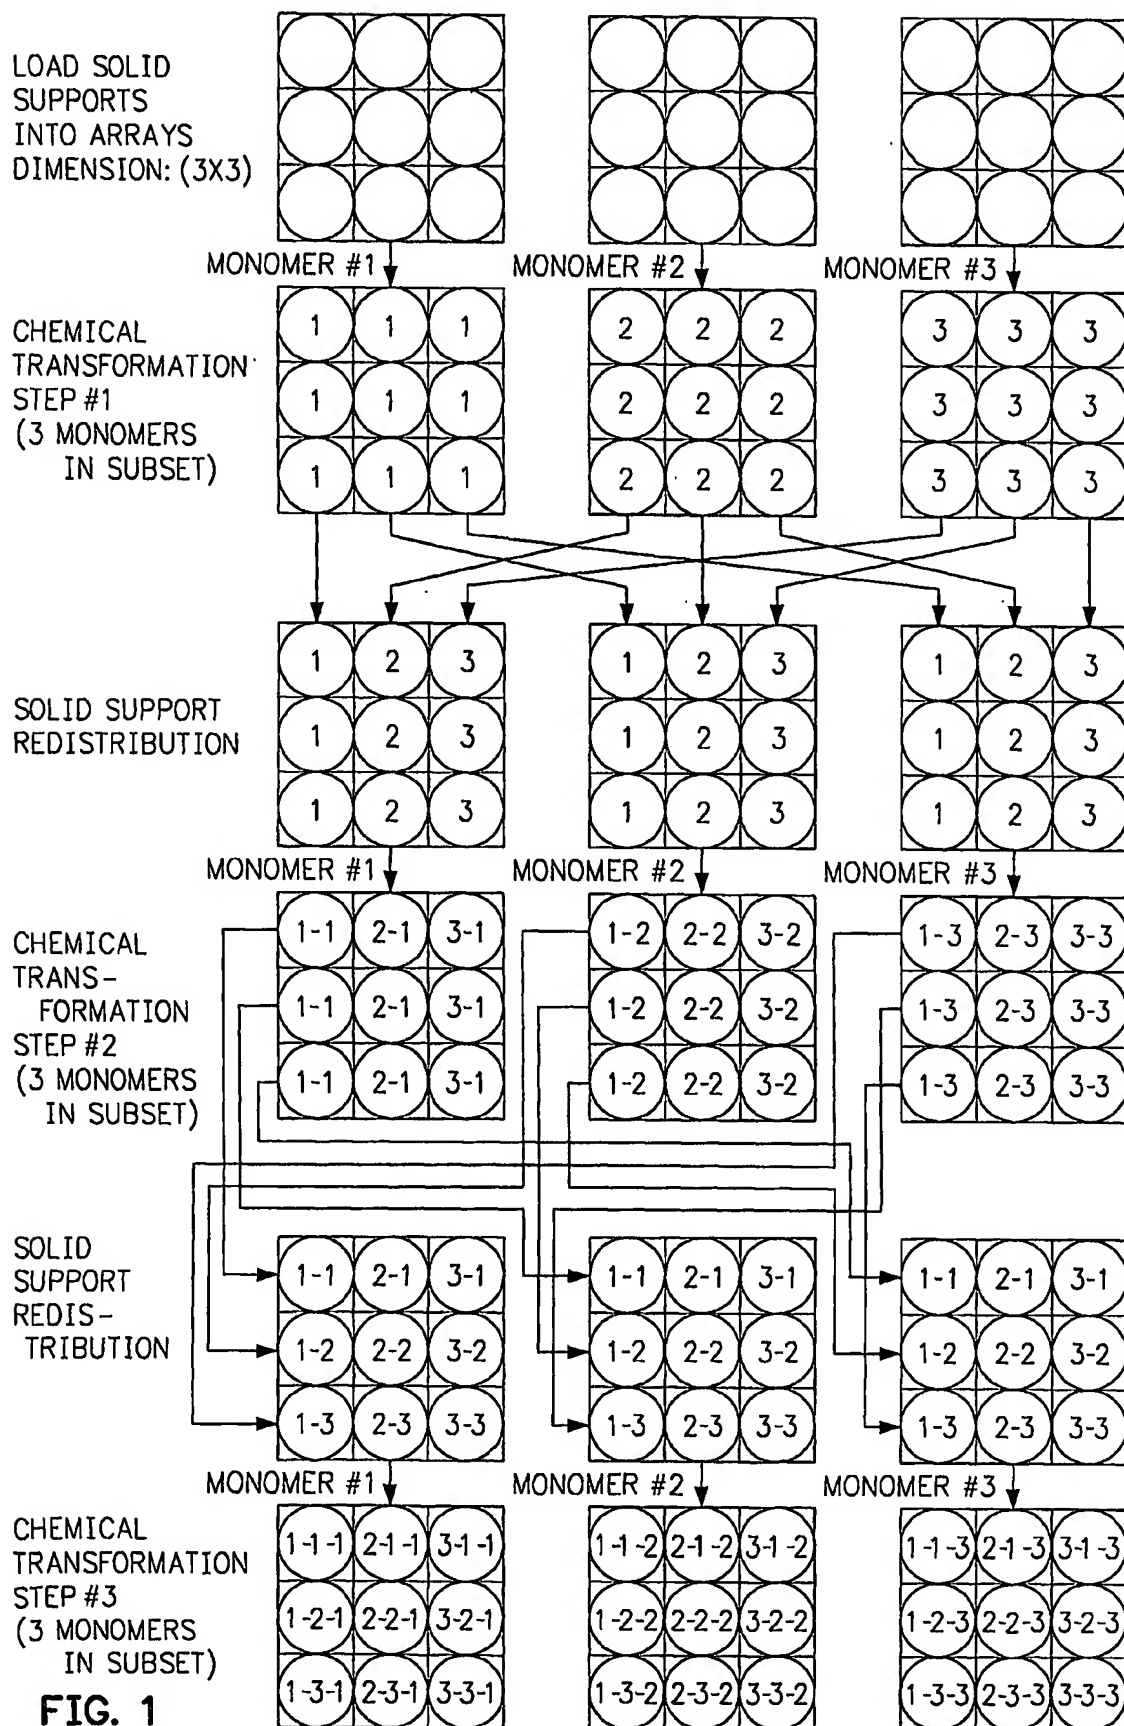 LOAD SOLID
SUPPORTS
INTO ARRAYS
DIMENSION: (3X3)
MONOMER #1
MONOMER #2
MONOMER #3
CHEMICAL
TRANSFORMATION
STEP #1
(3 MONOMERS
IN SUBSET)
1 1 1 2 2 2 3 3 3
1 1 1 2 2 2 3 3 3
1 1 1 2 2 2 3 3 3
SOLID SUPPORT
REDISTRIBUTION
1 2 3 1 2 3 1 2 3
1 2 3 1 2 3 1 2 3
1 2 3 1 2 3 1 2 3
MONOMER #1
MONOMER #2
MONOMER #3
CHEMICAL
TRANS-
FORMATION
STEP #2
(3 MONOMERS
IN SUBSET)
1-1 2-1 3-1 1-2 2-2 3-2 1-3 2-3 3-3
1-1 2-1 3-1 1-2 2-2 3-2 1-3 2-3 3-3
1-1 2-1 3-1 1-2 2-2 3-2 1-3 2-3 3-3
SOLID
SUPPORT
REDIS-
TRIBUTION
1-1 2-1 3-1 1-1 2-1 3-1 1-1 2-1 3-1
1-2 2-2 3-2 1-2 2-2 3-2 1-2 2-2 3-2
1-3 2-3 3-3 1-3 2-3 3-3 1-3 2-3 3-3
MONOMER #1
MONOMER #2
MONOMER #3
CHEMICAL
TRANSFORMATION
STEP #3
(3 MONOMERS
IN SUBSET)
1-1-1 2-1-1 3-1-1 1-1-2 2-1-2 3-1-2 1-1-3 2-1-3 3-1-3
1-2-1 2-2-1 3-2-1 1-2-2 2-2-2 3-2-2 1-2-3 2-2-3 3-2-3
1-3-1 2-3-1 3-3-1 1-3-2 2-3-2 3-3-2 1-3-3 2-3-3 3-3-3
FIG. 1